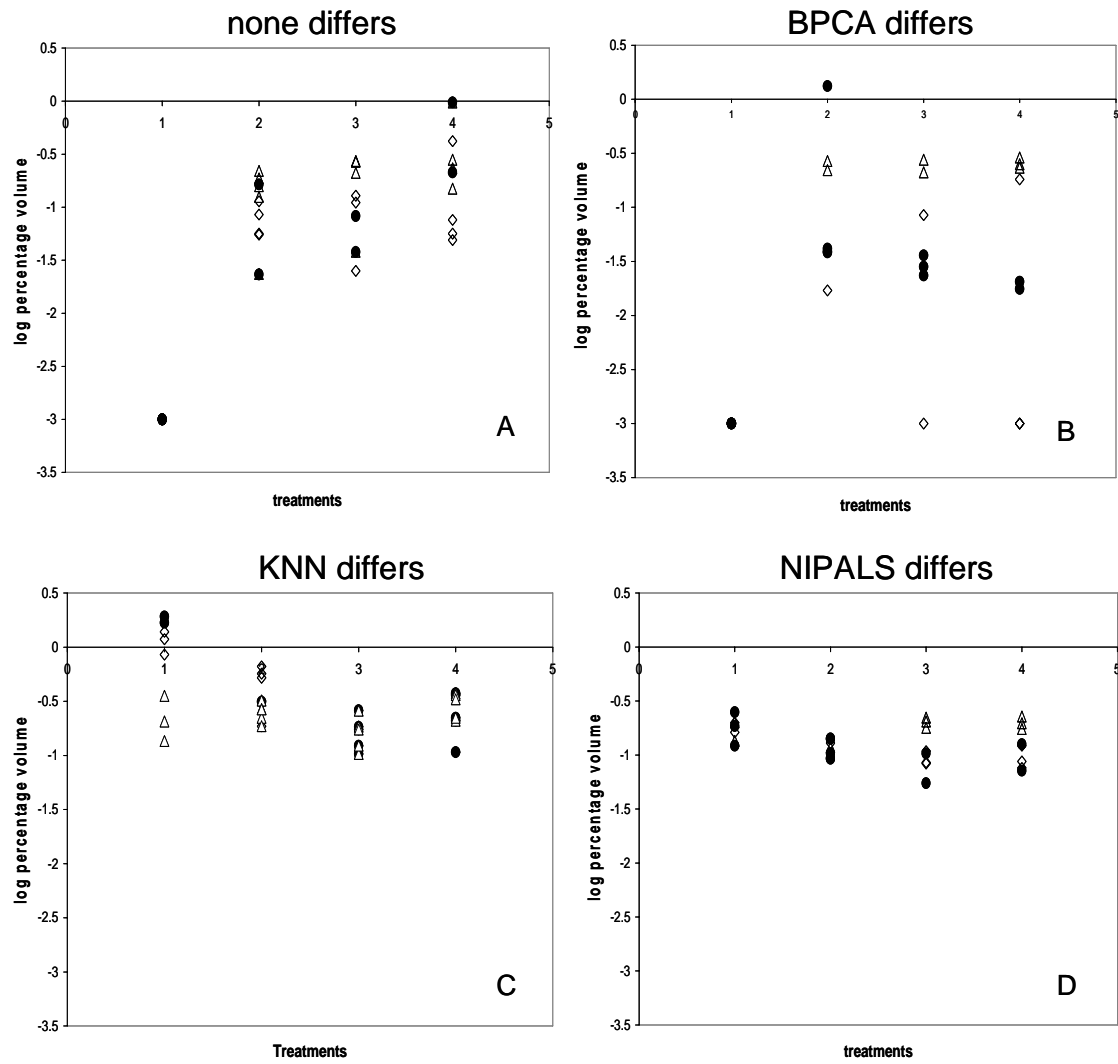 none differs
0.5
0
-0.5
-1
-1.5
-2
-2.5
-3
-3.5
0 1 2 3 4 5
log percentage volume
treatments
A
BPCA differs
0.5
0
-0.5
-1
-1.5
-2
-2.5
-3
-3.5
0 1 2 3 4 5
log percentage volume
treatments
B
KNN differs
0.5
0
-0.5
-1
-1.5
-2
-2.5
-3
-3.5
0 1 2 3 4 5
log percentage volume
Treatments
C
NIPALS differs
0.5
0
-0.5
-1
-1.5
-2
-2.5
-3
-3.5
0 1 2 3 4 5
log percentage volume
treatments
D